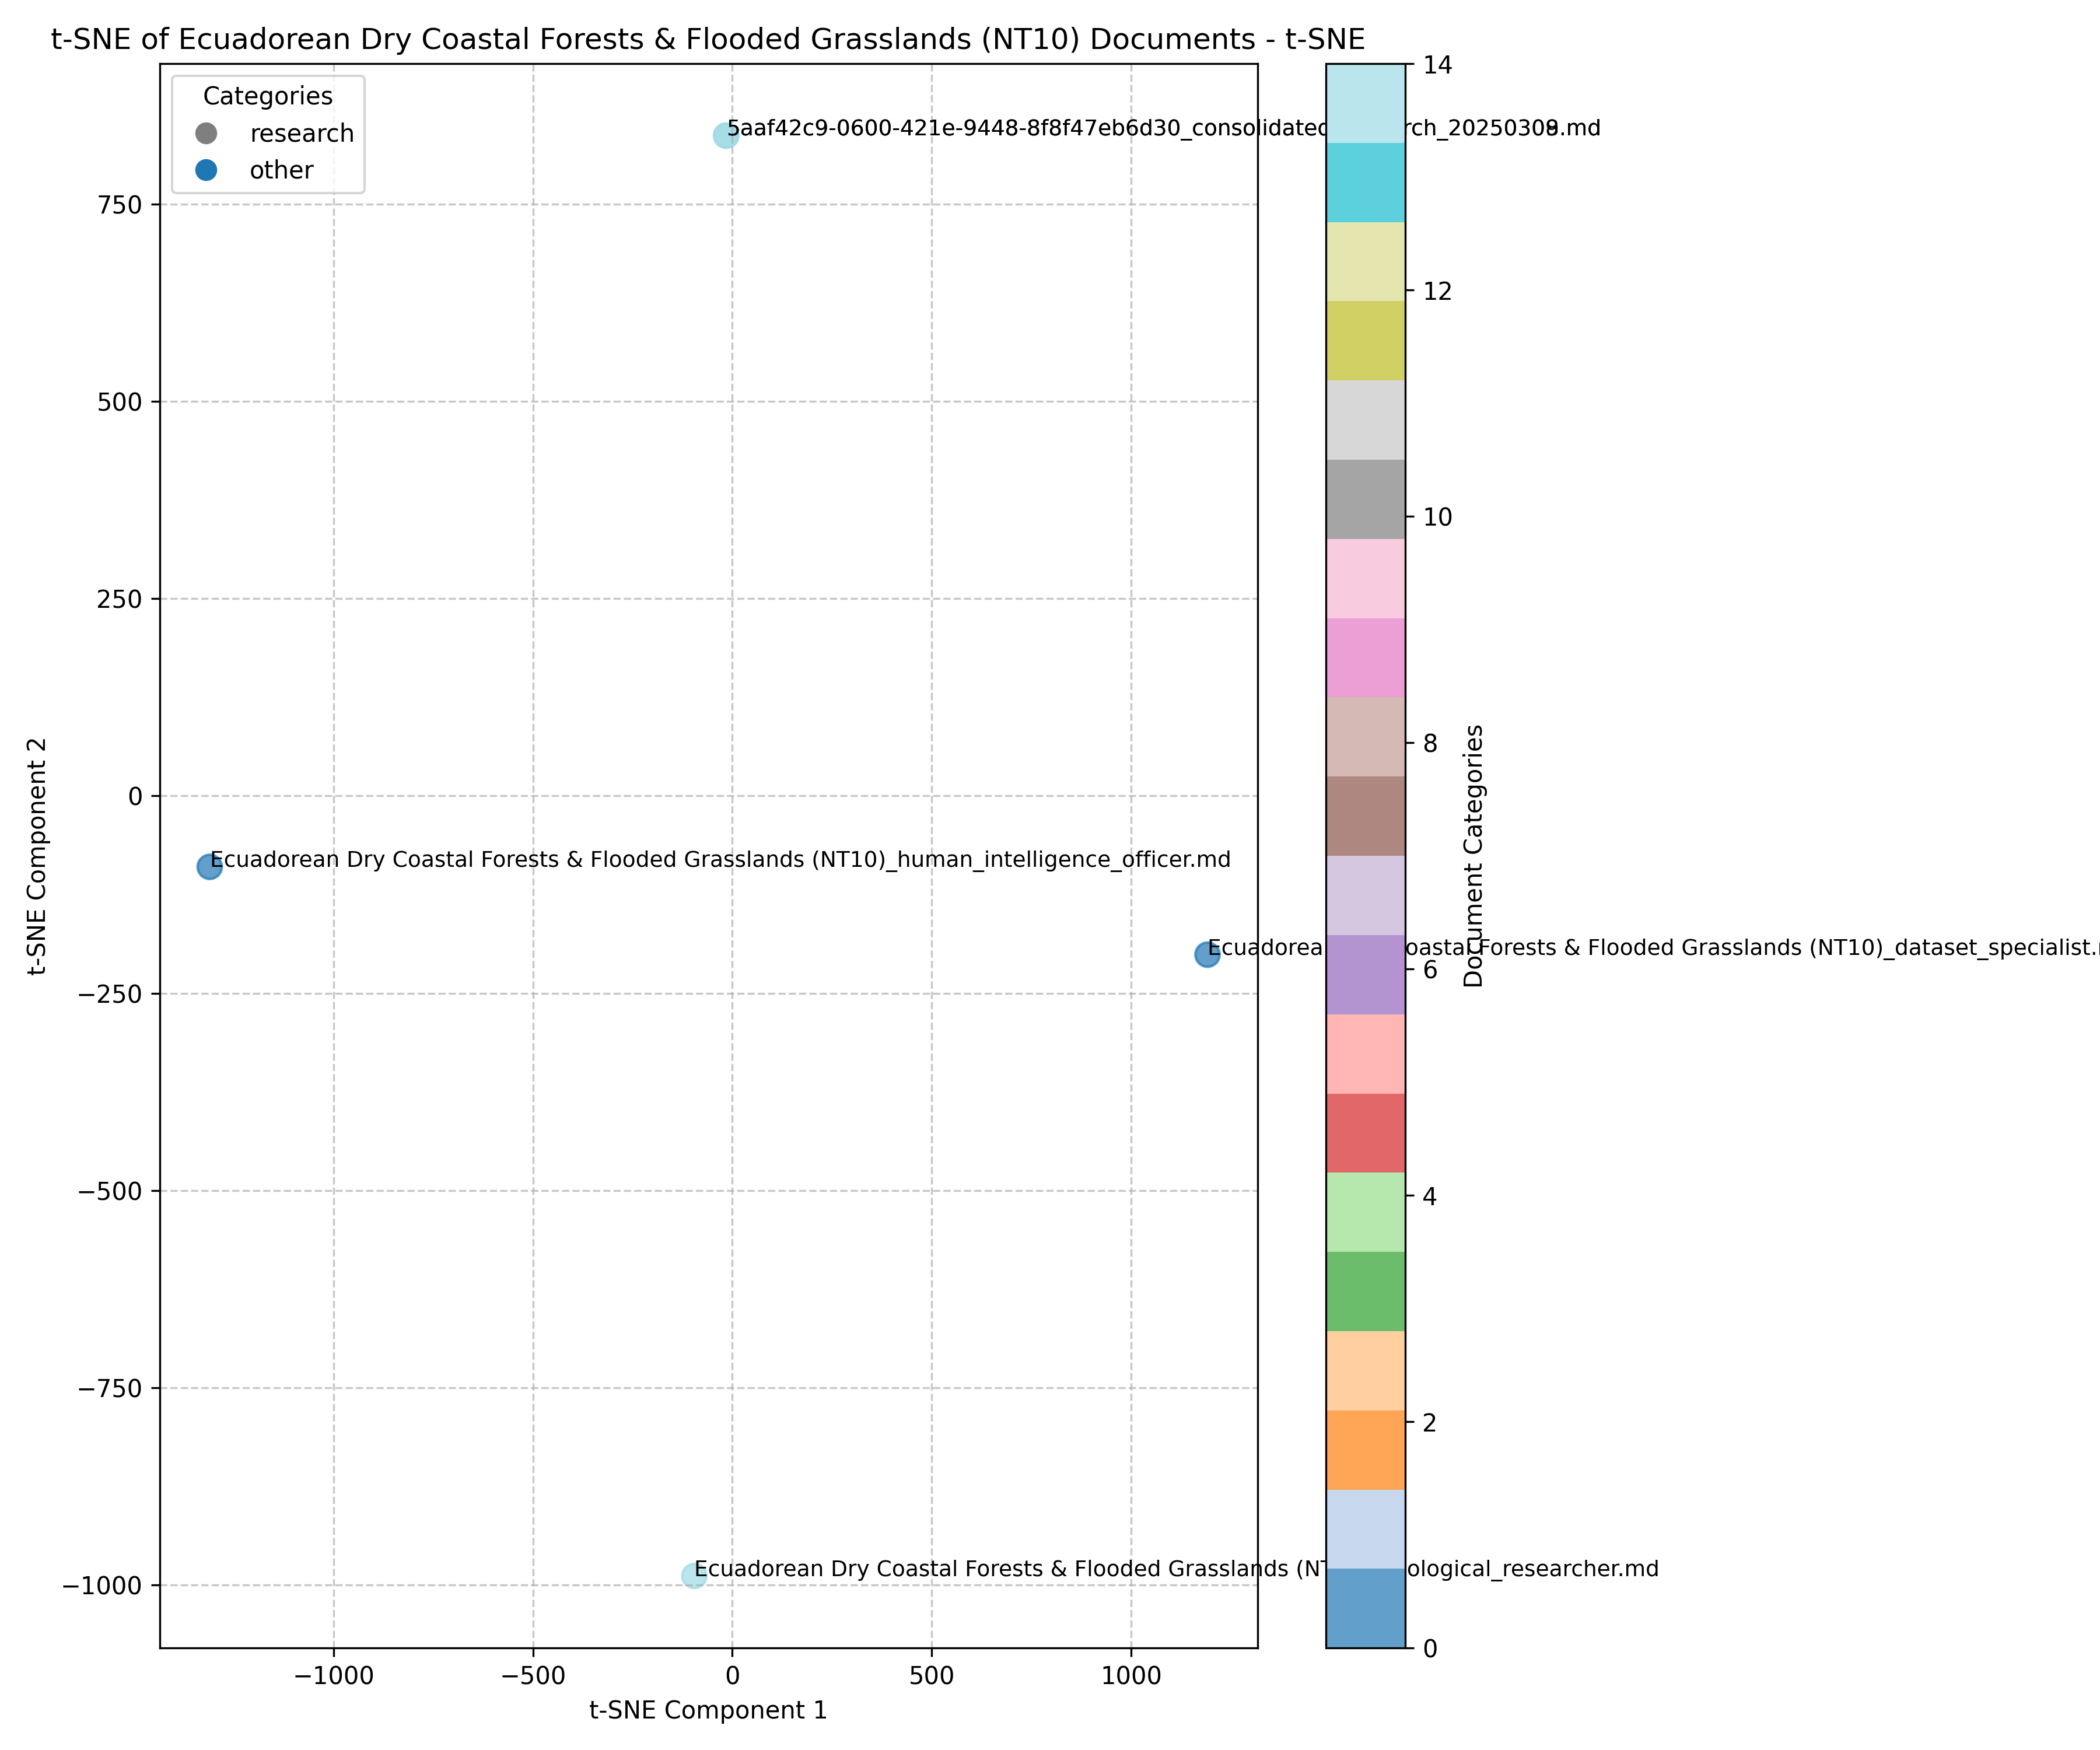 t-SNE of Ecuadorean Dry Coastal Forests & Flooded Grasslands (NT10) Documents - t-SNE
Categories
research
other
5aaf42c9-0600-421e-9448-8f8f47eb6d30_consolidated rch_20250309.md
Ecuadorean Dry Coastal Forests & Flooded Grasslands (NT10)_human_intelligence_officer.md
Ecuadorea oastal Forests & Flooded Grasslands (NT10)_dataset_specialist.
Ecuadorean Dry Coastal Forests & Flooded Grasslands (N ological_researcher.md
750
500
250
0
−250
−500
−750
−1000
t-SNE Component 2
−1000
−500
0
500
1000
t-SNE Component 1
14
12
10
8
6
4
2
0
Document Categories